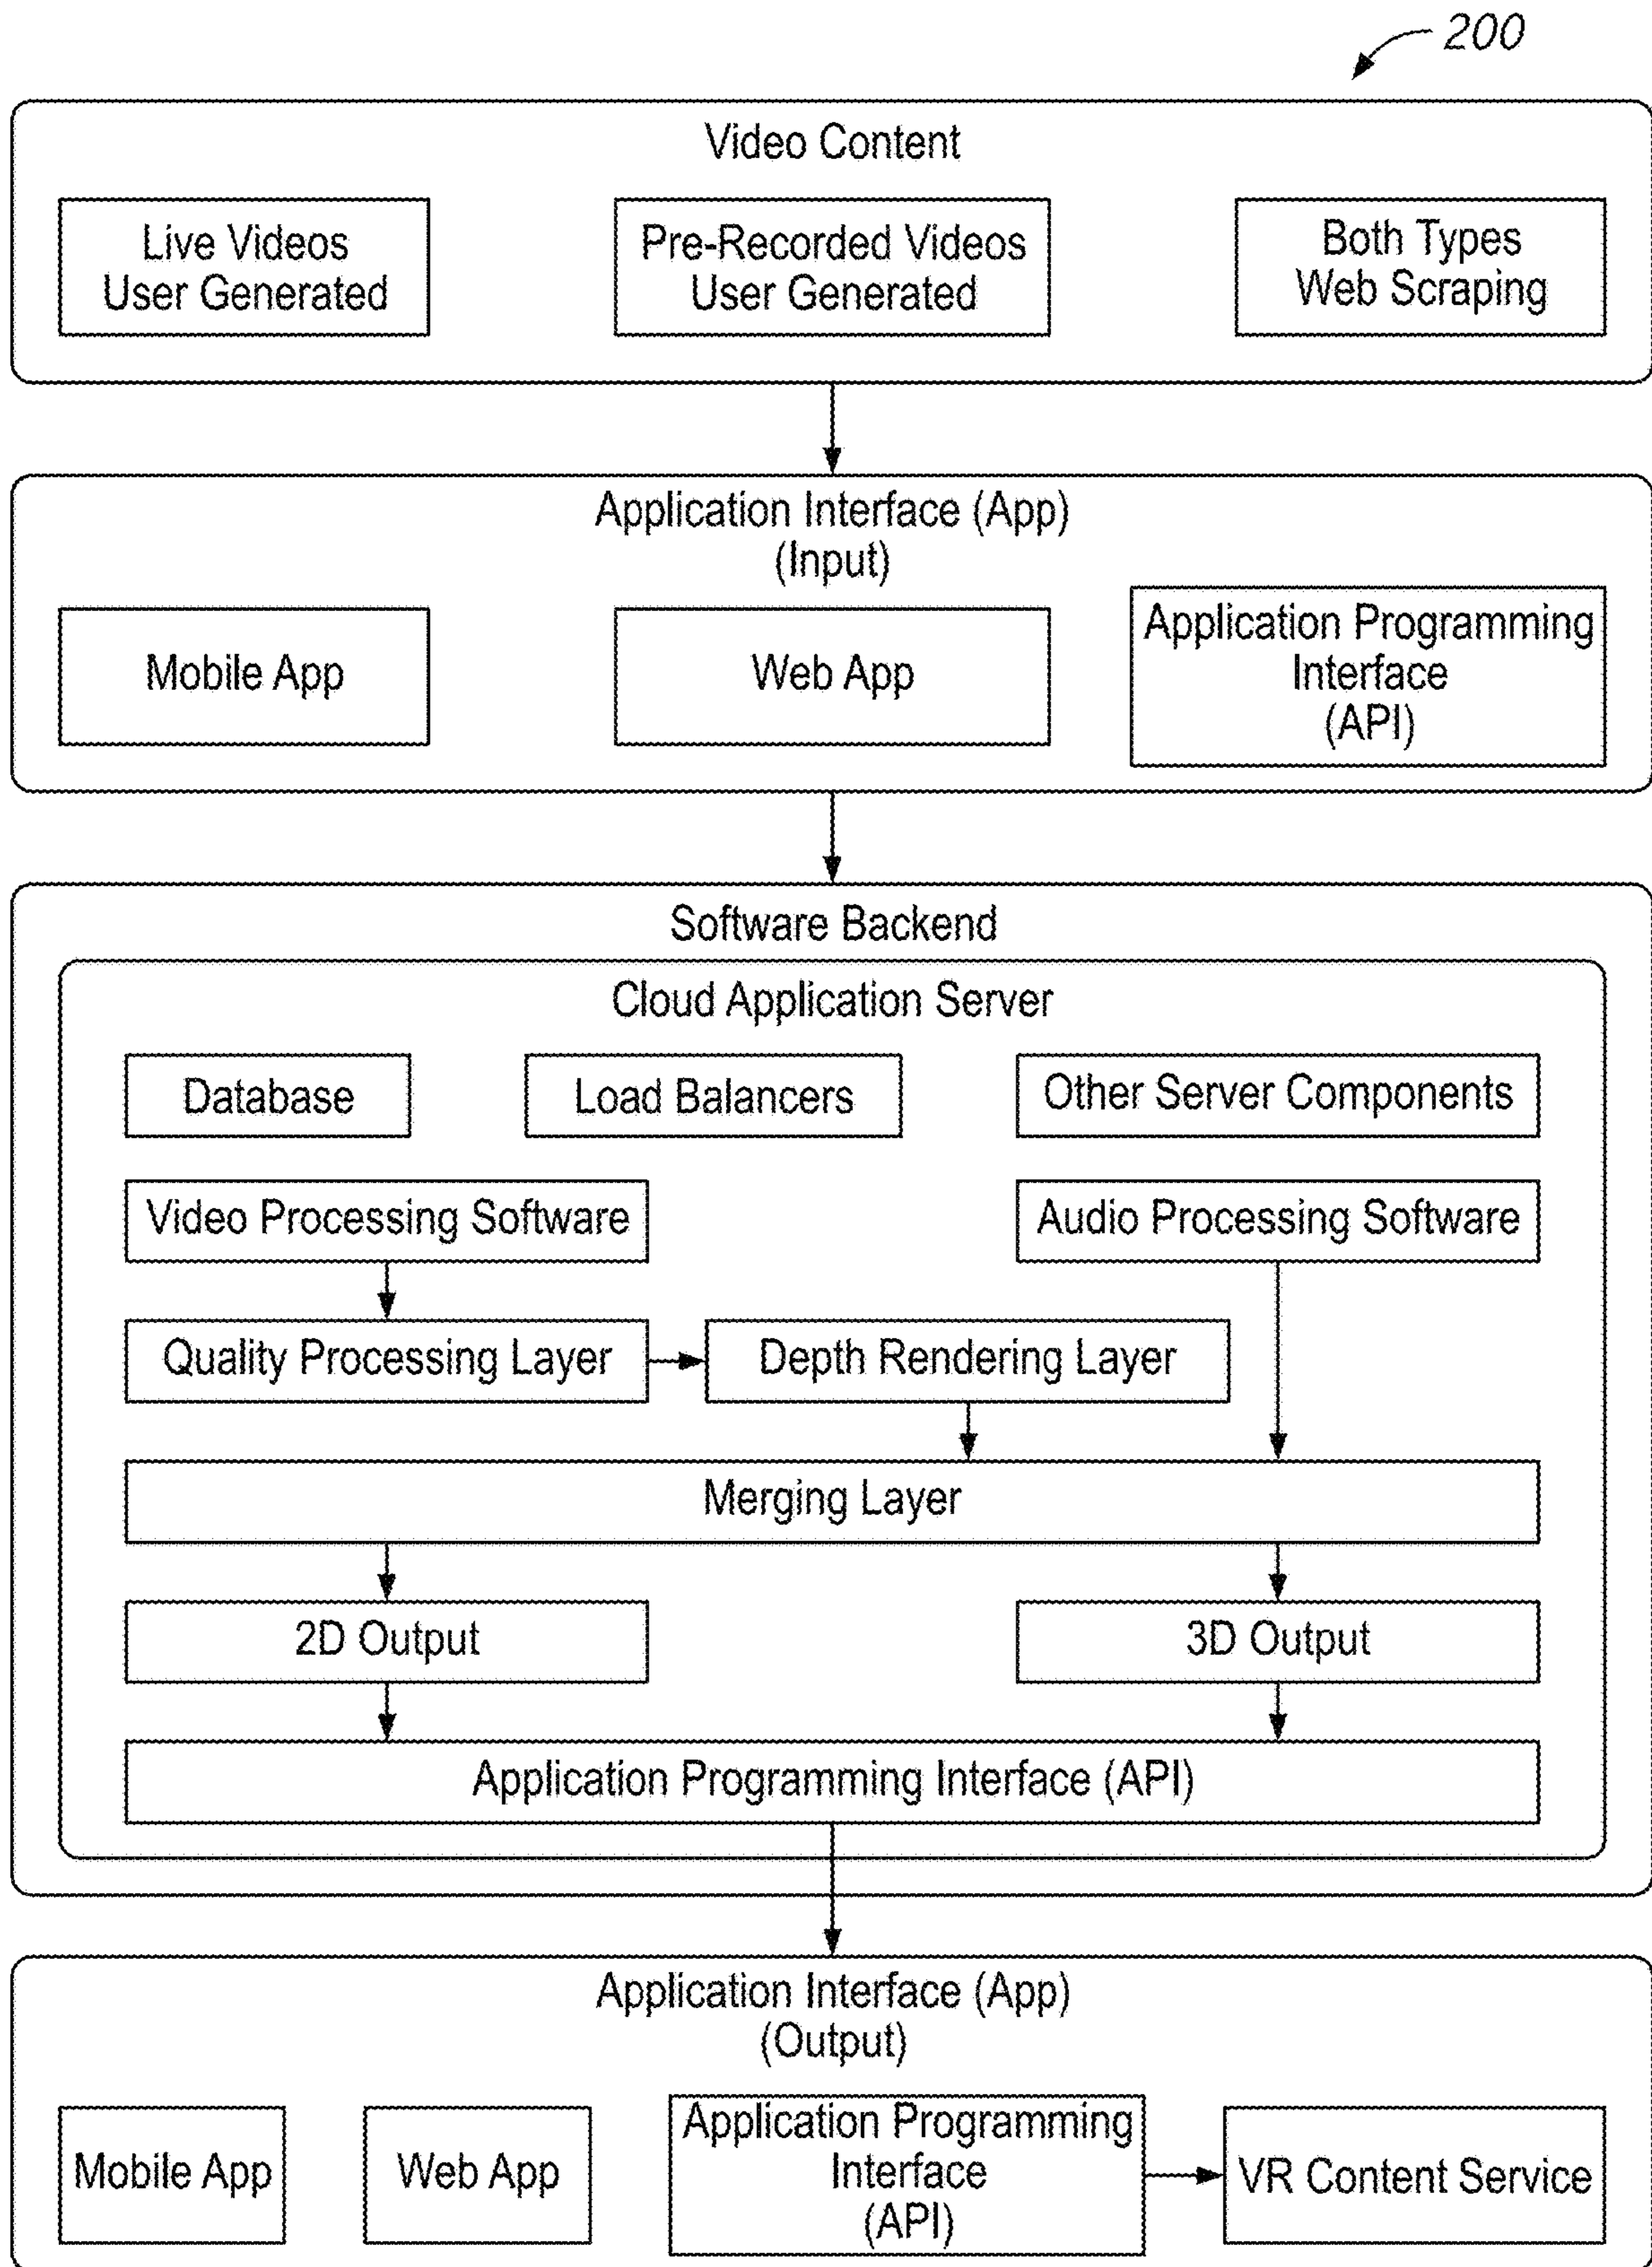 200
Video Content
Live Videos
User Generated
Pre-Recorded Videos
User Generated
Both Types
Web Scraping
Application Interface (App)
(Input)
Mobile App
Web App
Application Programming
Interface
(API)
Software Backend
Cloud Application Server
Database
Load Balancers
Other Server Components
Video Processing Software
Audio Processing Software
Quality Processing Layer
Depth Rendering Layer
Merging Layer
2D Output
3D Output
Application Programming Interface (API)
Application Interface (App)
(Output)
Mobile App
Web App
Application Programming
Interface
(API)
VR Content Service